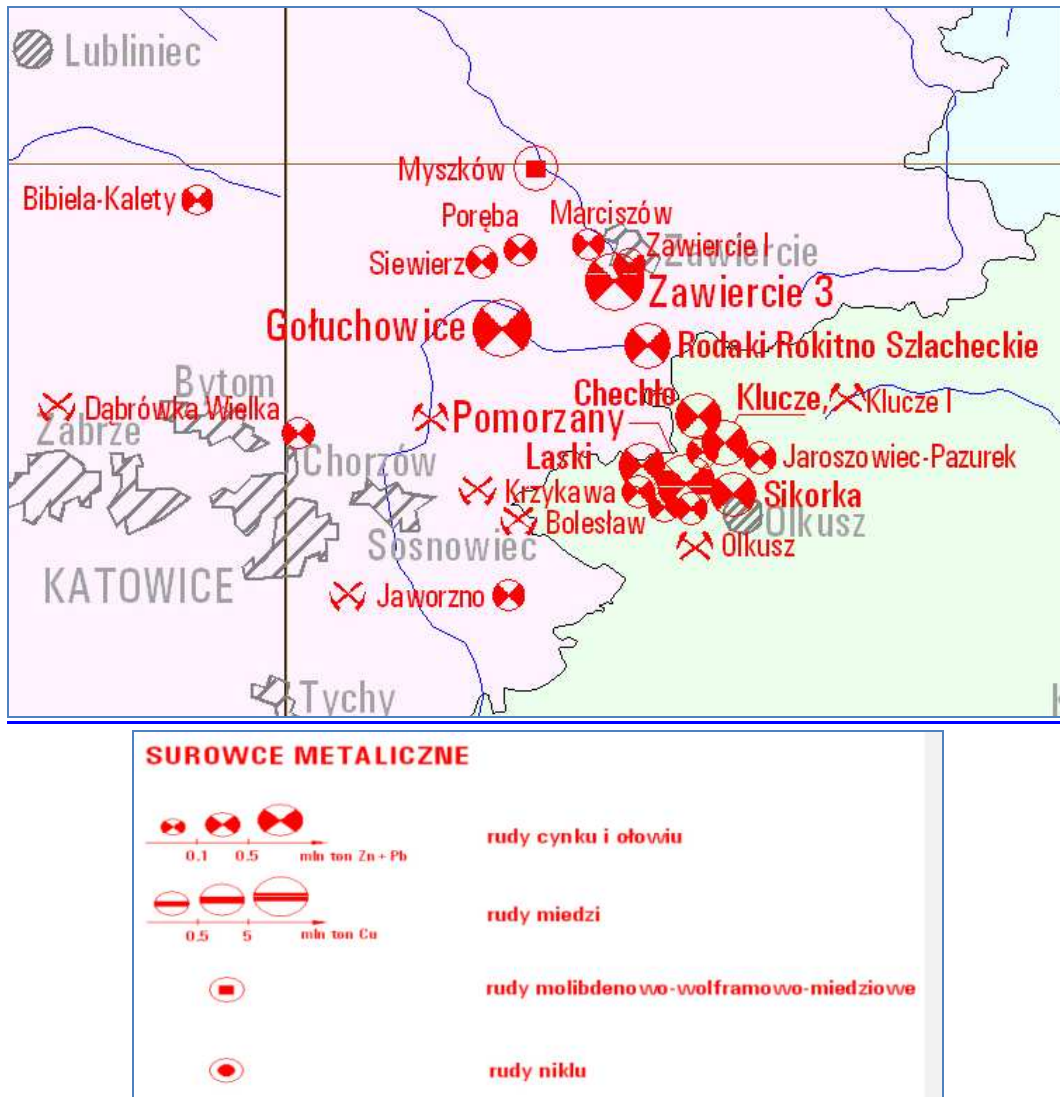 Lubliniec
Myszków
Bibiela-Kalety
Poręba
Marciszów
Siewierz
Zawiercie I
Zawiercie
Zawiercie 3
Gołuchowice
Rodaki Rokitno Szlacheckie
Bytom
Chechło
Klucze, Klucze I
Dąbrówka Wielka
Pomorzany
Zabrze
Chorzów
Laski
Jaroszowiec-Pazurek
Krzykawa
Sikorka
Bolesław
Olkusz
Sosnowiec
Olkusz
KATOWICE
Jaworzno
Tychy
K
SUROWCE METALICZNE
rudy cynku i ołowiu
0.1 0.5 mln ton Zn + Pb
rudy miedzi
0.5 5 mln ton Cu
rudy molibdenowo-wolframowo-miedziowe
rudy niklu